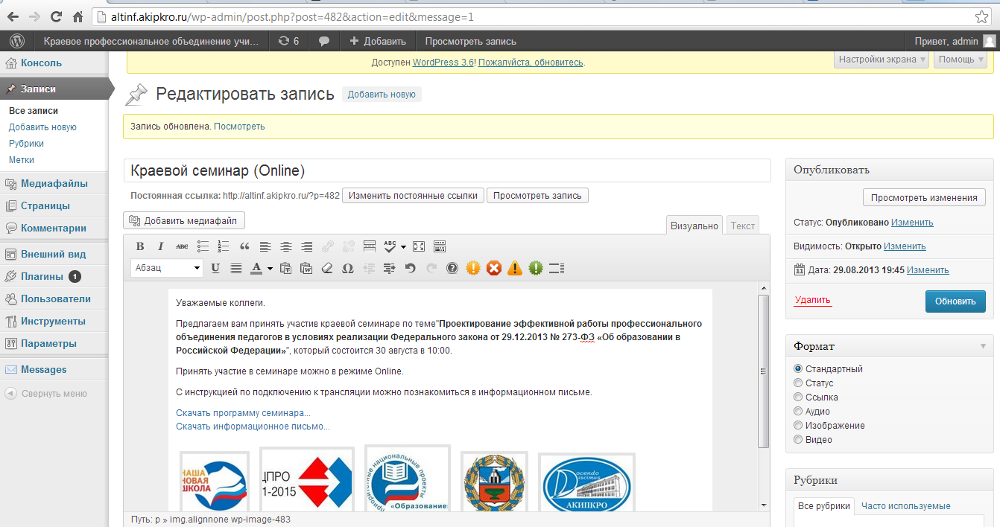 altinf.akipkro.ru/wp-admin/post.php?post=482&action=edit&message=1
Краевое профессиональное объединение учи... 6 Добавить Просмотреть запись Привет, admin
Консоль
Записи
Все записи
Добавить новую
Рубрики
Метки
Медиафайлы
Страницы
Комментарии
Внешний вид
Плагины 1
Пользователи
Инструменты
Параметры
Messages
Свернуть меню
Доступен WordPress 3.6! Пожалуйста, обновитесь.
Настройки экрана Помощь
Редактировать запись Добавить новую
Запись обновлена. Посмотреть
Краевой семинар (Online)
Постоянная ссылка: http://altinf.akipkro.ru/?p=482 Изменить постоянные ссылки Просмотреть запись
Добавить медиафайл
Визуально Текст
B I ABC ABC
Абзац U A
Уважаемые коллеги.
Предлагаем вам принять участив краевой семинаре по теме"Проектирование эффективной работы профессионального
объединения педагогов в условиях реализации Федерального закона от 29.12.2013 № 273-ФЗ «Об образовании в
Российской Федерации»", который состоится 30 августа в 10:00.
Принять участие в семинаре можно в режиме Online.
С инструкцией по подключению к трансляции можно познакомиться в информационном письме.
Скачать программу семинара...
Скачать информационное письмо...
НАША
НОВАЯ
ШКОЛА
ЦПРО
1-2015
приоритетные национальные проекты
«Образование»
Docendo Discimus
АКИПКРО
Путь: p » img.alignnone wp-image-483
Опубликовать
Просмотреть изменения
Статус: Опубликовано Изменить
Видимость: Открыто Изменить
Дата: 29.08.2013 19:45 Изменить
Удалить Обновить
Формат
Стандартный
Статус
Ссылка
Аудио
Изображение
Видео
Рубрики
Все рубрики Часто используемые